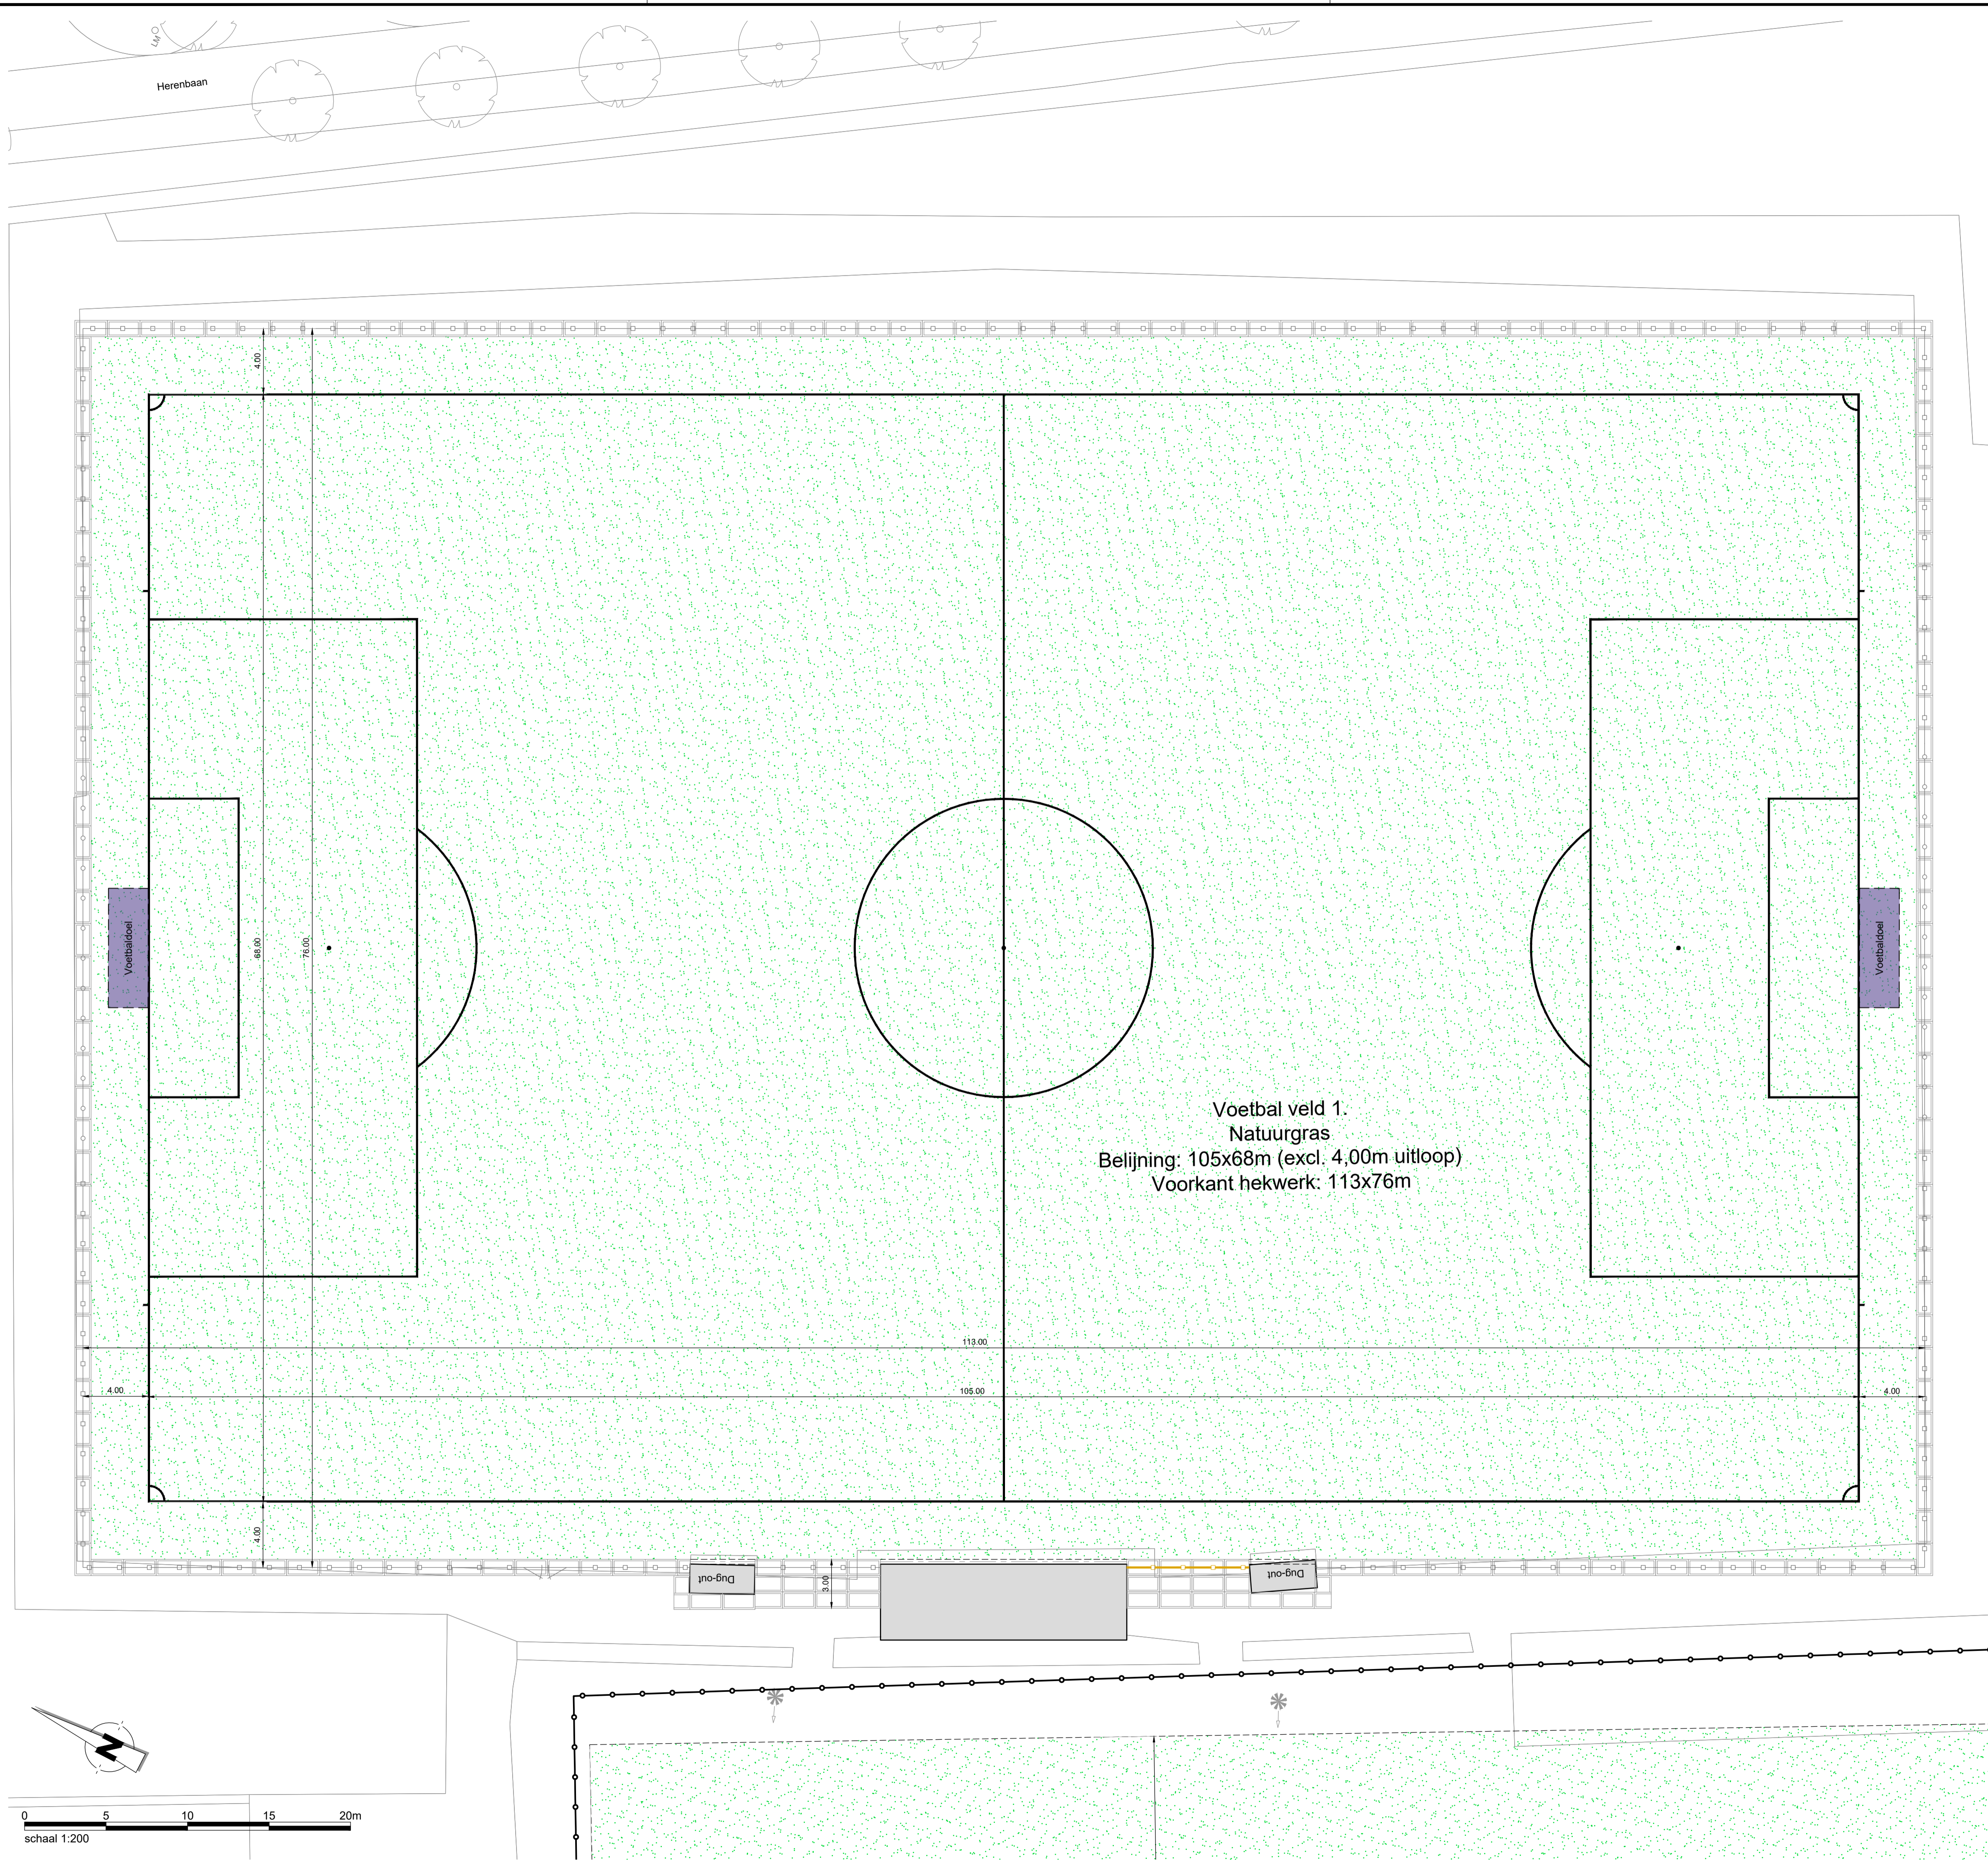 LM
Herenbaan
4.00
68.00
76.00
Voetbaldoel
Voetbaldoel
Voetbal veld 1.
Natuurgras
Belijning: 105x68m (excl. 4,00m uitloop)
Voorkant hekwerk: 113x76m
113.00
4.00
105.00
4.00
4.00
Dug-out
3.00
Dug-out
N
0 5 10 15 20m
schaal 1:200